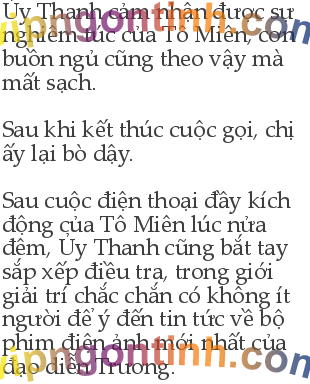 Úy Thanh cảm nhận được sự
nghiêm túc của Tô Miên, cơn
buồn ngủ cũng theo vậy mà
mất sạch.
Sau khi kết thúc cuộc gọi, chị
ấy lại bò dậy.
Sau cuộc điện thoại đầy kích
động của Tô Miên lúc nửa
đêm, Úy Thanh cũng bắt tay
sắp xếp điều tra, trong giới
giải trí chắc chắn có không ít
người để ý đến tin tức về bộ
phim điện ảnh mới nhất của
đạo diễn Trương.